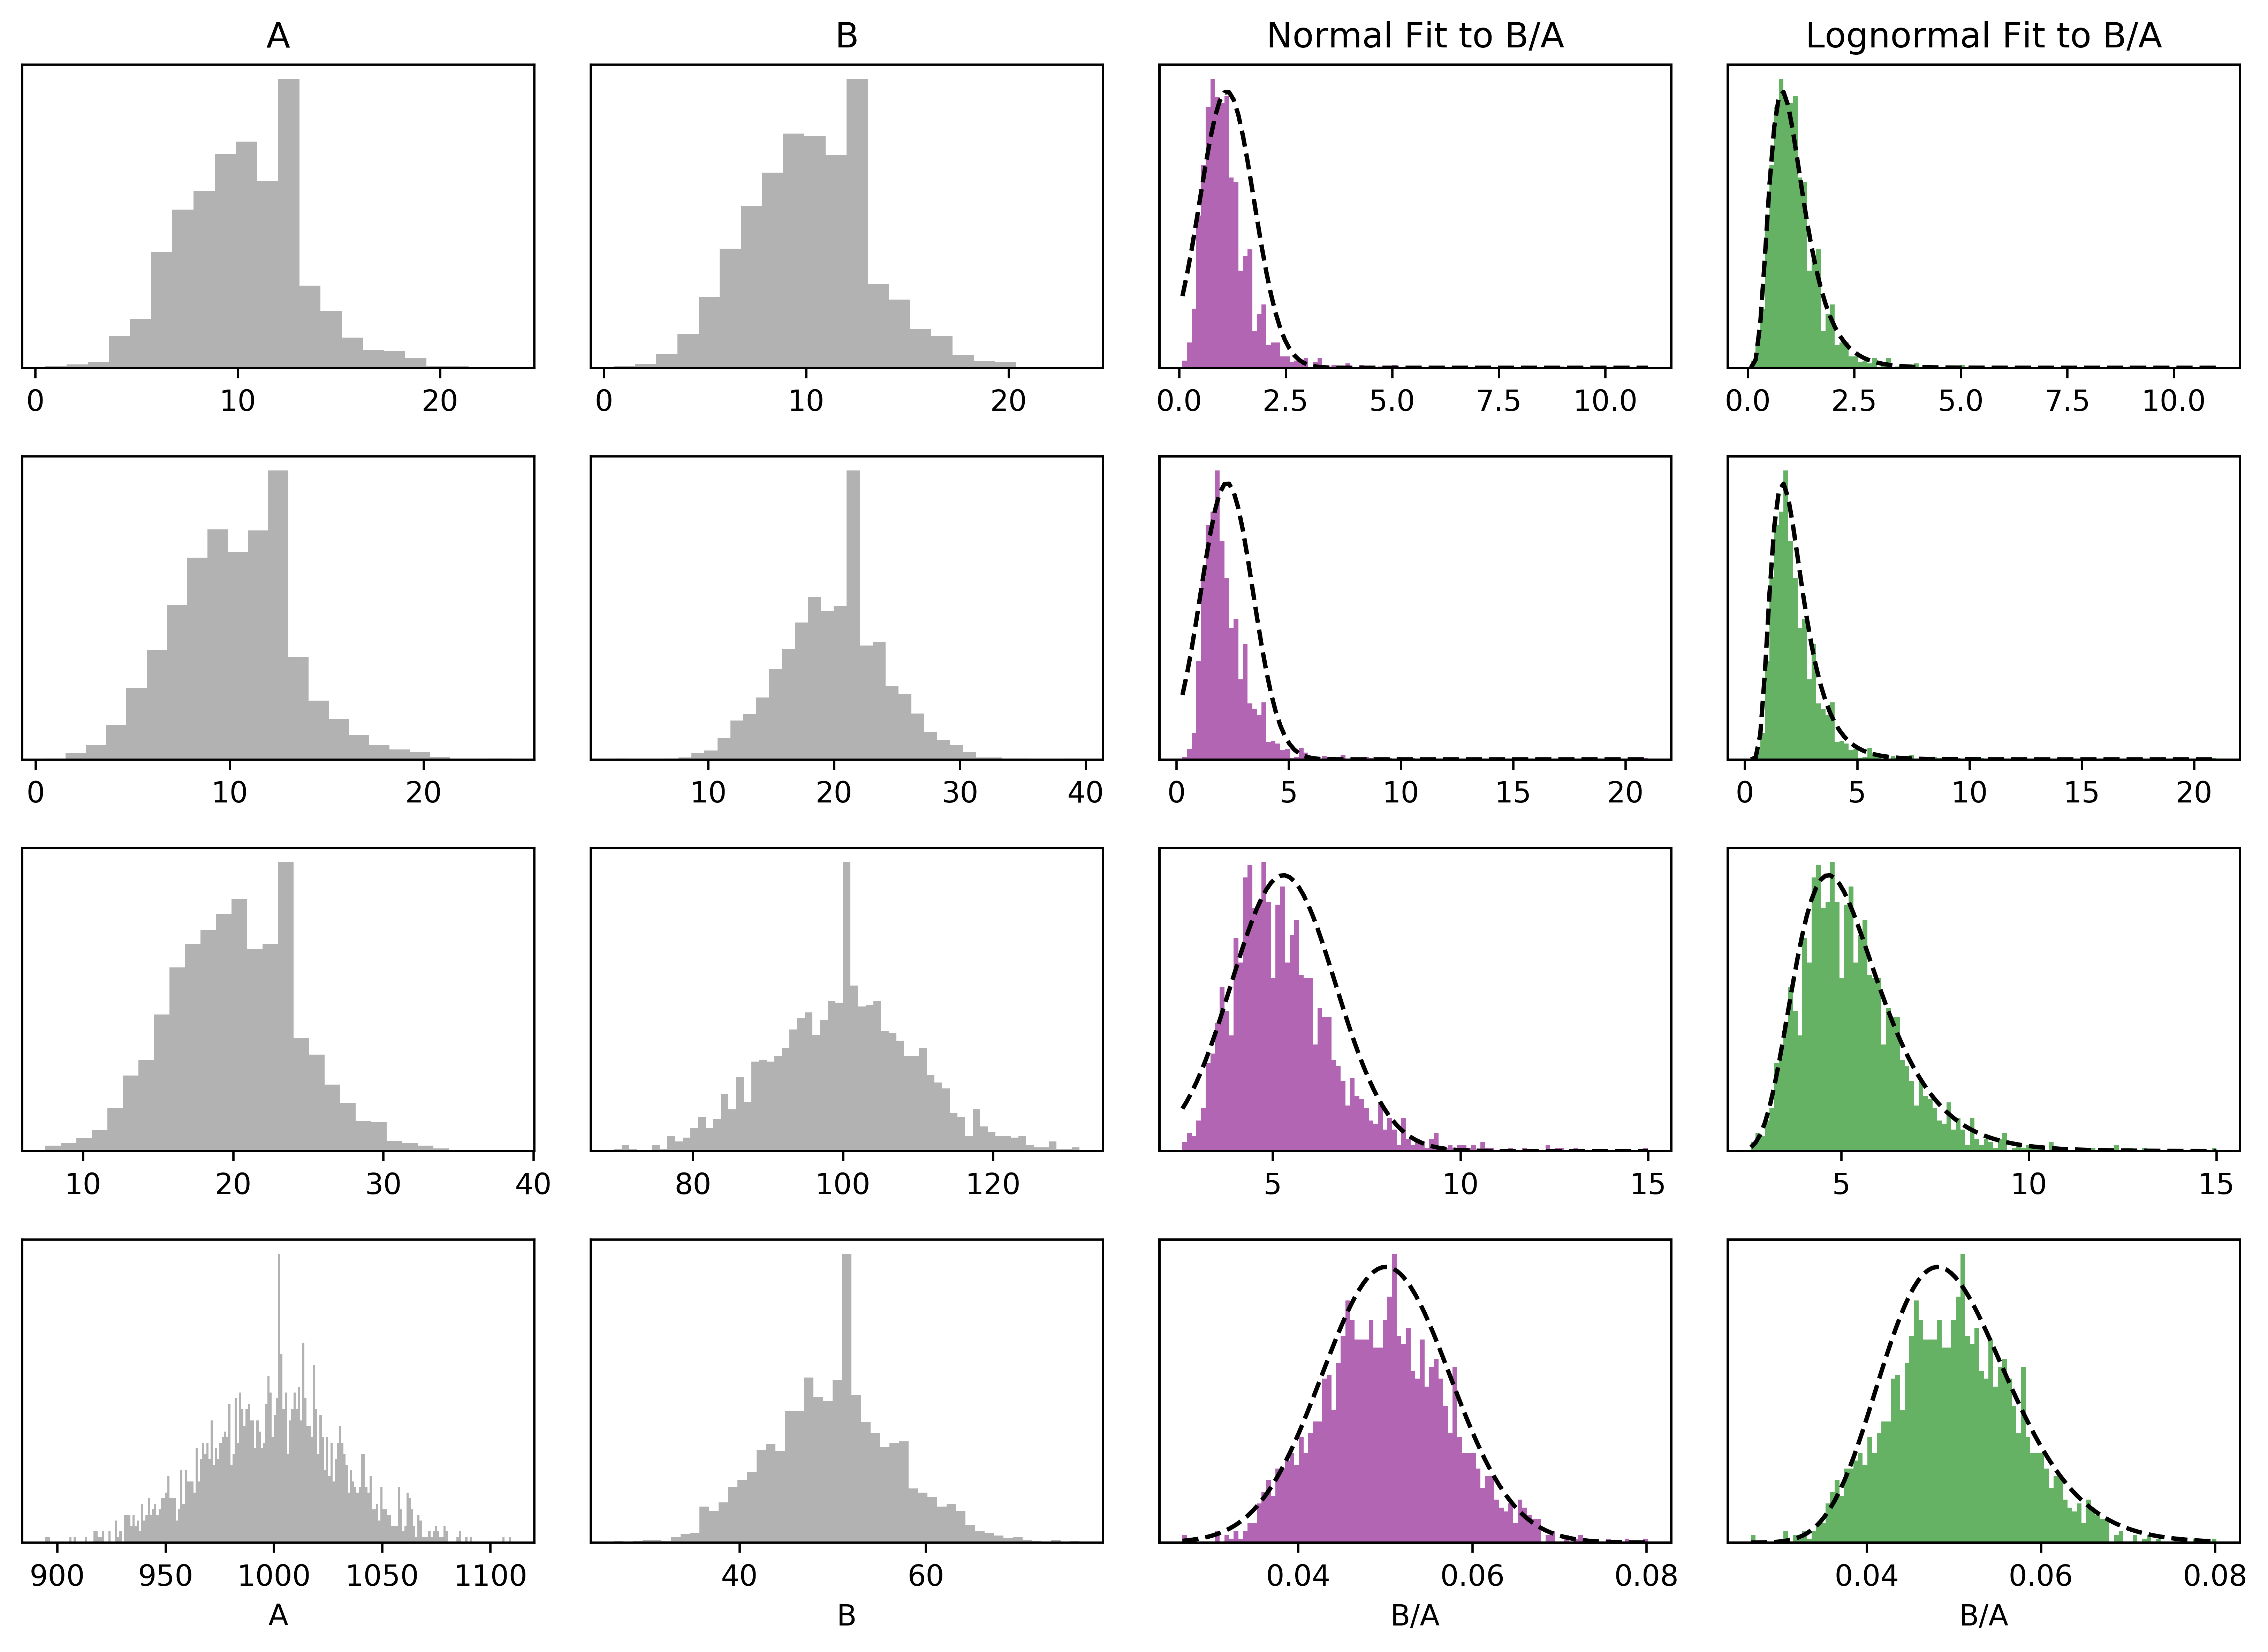 A B Normal Fit to B/A Lognormal Fit to B/A
0 10 20 0 10 20 0.0 2.5 5.0 7.5 10.0 0.0 2.5 5.0 7.5 10.0
0 10 20 10 20 30 40 0 5 10 15 20 0 5 10 15 20
10 20 30 40 80 100 120 5 10 15 5 10 15
900 950 1000 1050 1100 40 60 0.04 0.06 0.08 0.04 0.06 0.08
A B B/A B/A